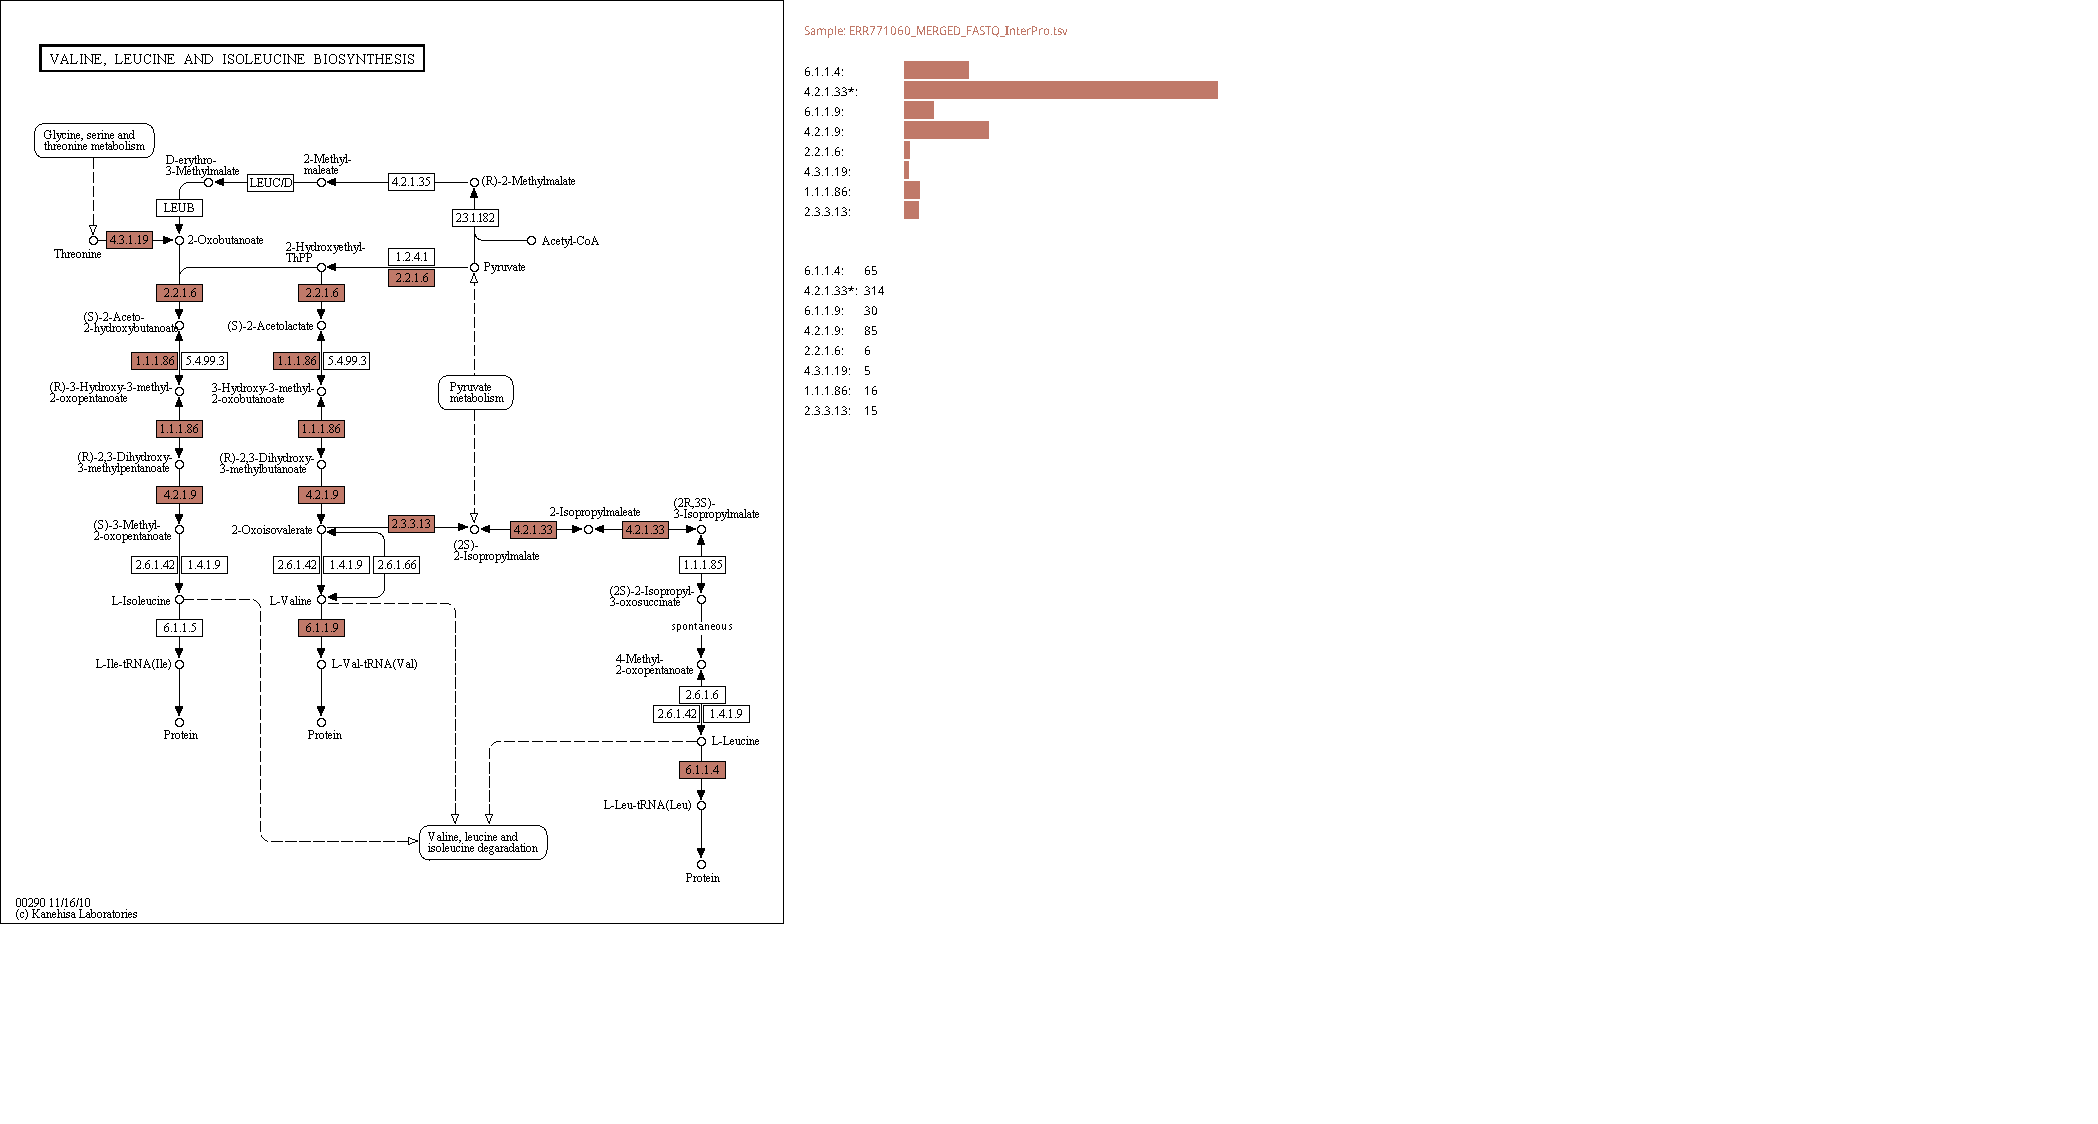 VALINE, LEUCINE AND ISOLEUCINE BIOSYNTHESIS
Glycine, serine and
threonine metabolism
D-erythro-
3-Methylmalate
2-Methyl-
maleate
LEUC/D
4.2.1.35
(R)-2-Methylmalate
LEUB
2.3.1.182
4.3.1.19
2-Oxobutanoate
Acetyl-CoA
Threonine
2-Hydroxyethyl-
ThPP
1.2.4.1
Pyruvate
2.2.1.6
2.2.1.6
2.2.1.6
(S)-2-Aceto-
2-hydroxybutanoate
(S)-2-Acetolactate
1.1.1.86
5.4.99.3
1.1.1.86
5.4.99.3
(R)-3-Hydroxy-3-methyl-
2-oxopentanoate
3-Hydroxy-3-methyl-
2-oxobutanoate
Pyruvate
metabolism
1.1.1.86
1.1.1.86
(R)-2,3-Dihydroxy-
3-methylpentanoate
(R)-2,3-Dihydroxy-
3-methylbutanoate
4.2.1.9
4.2.1.9
(S)-3-Methyl-
2-oxopentanoate
2-Oxoisovalerate
2.3.3.13
(2S)-
2-Isopropylmalate
4.2.1.33
2-Isopropylmaleate
4.2.1.33
(2R,3S)-
3-Isopropylmalate
2.6.1.42
1.4.1.9
2.6.1.42
1.4.1.9
2.6.1.66
1.1.1.85
L-Isoleucine
L-Valine
(2S)-2-Isopropyl-
3-oxosuccinate
6.1.1.5
6.1.1.9
spontaneous
L-Ile-tRNA(Ile)
L-Val-tRNA(Val)
4-Methyl-
2-oxopentanoate
2.6.1.6
2.6.1.42
1.4.1.9
Protein
Protein
L-Leucine
6.1.1.4
L-Leu-tRNA(Leu)
Valine, leucine and
isoleucine degaradation
Protein
00290 11/16/10
(c) Kanehisa Laboratories
Sample: ERR771060_MERGED_FASTQ_InterPro.tsv
6.1.1.4:
4.2.1.33*:
6.1.1.9:
4.2.1.9:
2.2.1.6:
4.3.1.19:
1.1.1.86:
2.3.3.13:
6.1.1.4: 65
4.2.1.33*: 314
6.1.1.9: 30
4.2.1.9: 85
2.2.1.6: 6
4.3.1.19: 5
1.1.1.86: 16
2.3.3.13: 15